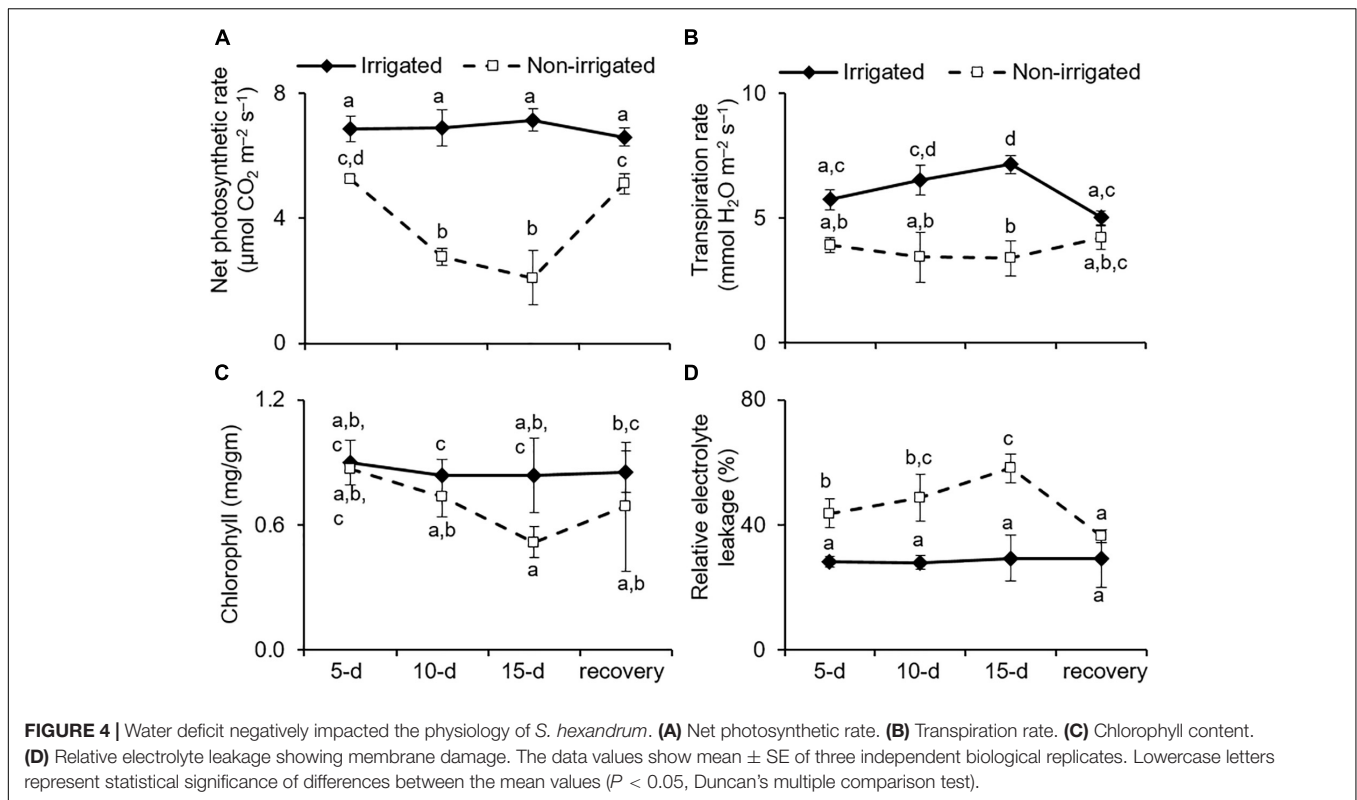 A
Irrigated Non-irrigated
Net photosynthetic rate
(µmol CO₂ m⁻² s⁻¹)
8
4
0
a a a a
c,d b b c
B
Irrigated Non-irrigated
Transpiration rate
(mmol H₂O m⁻² s⁻¹)
10
5
0
a,c c,d d a,c
a,b a,b b a,b,c
C
Chlorophyll (mg/gm)
1.2
0.6
0.0
a,b,
c
c
a,b,
c
b,c
a,b,
c
a,b
a
a,b
5-d 10-d 15-d recovery
D
Relative electrolyte
leakage (%)
80
40
0
b b,c c a
a a a a
5-d 10-d 15-d recovery
FIGURE 4 | Water deficit negatively impacted the physiology of S. hexandrum. (A) Net photosynthetic rate. (B) Transpiration rate. (C) Chlorophyll content.
(D) Relative electrolyte leakage showing membrane damage. The data values show mean ± SE of three independent biological replicates. Lowercase letters
represent statistical significance of differences between the mean values (P < 0.05, Duncan's multiple comparison test).